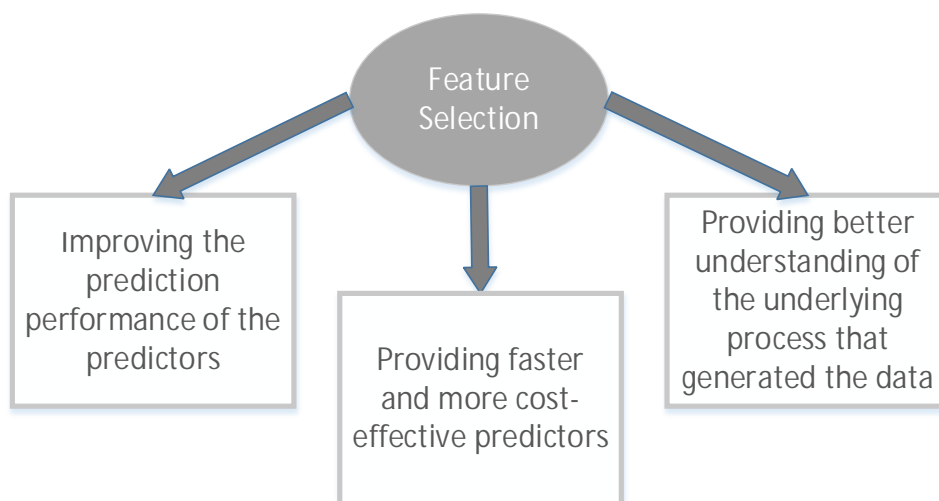 Feature
Selection
Improving the
prediction
performance of the
predictors
Providing faster
and more cost-
effective predictors
Providing better
understanding of
the underlying
process that
generated the data